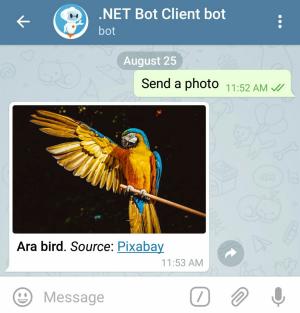 .NET Bot Client bot
bot
August 25
Send a photo 11:52 AM
Ara bird. Source: Pixabay
11:53 AM
Message